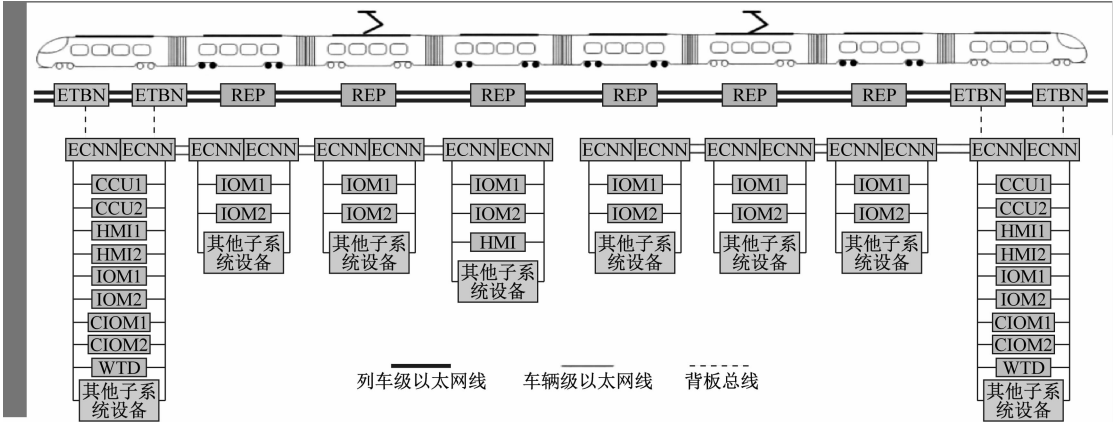 ETBN ETBN REP REP REP REP REP REP ETBN ETBN
ECNN ECNN ECNN ECNN ECNN ECNN ECNN ECNN ECNN ECNN ECNN ECNN ECNN ECNN ECNN ECNN
CCU1 IOM1 IOM1 IOM1 IOM1 IOM1 IOM1 CCU1
CCU2 IOM2 IOM2 IOM2 IOM2 IOM2 IOM2 CCU2
HMI1 其他子系 其他子系 HMI 其他子系 其他子系 其他子系 HMI1
HMI2 统设备 统设备 其他子系 统设备 统设备 统设备 HMI2
IOM1 统设备 IOM1
IOM2 IOM2
CIOM1 CIOM1
CIOM2 CIOM2
WTD WTD
其他子系 其他子系
统设备 统设备
列车级以太网线 车辆级以太网线 背板总线